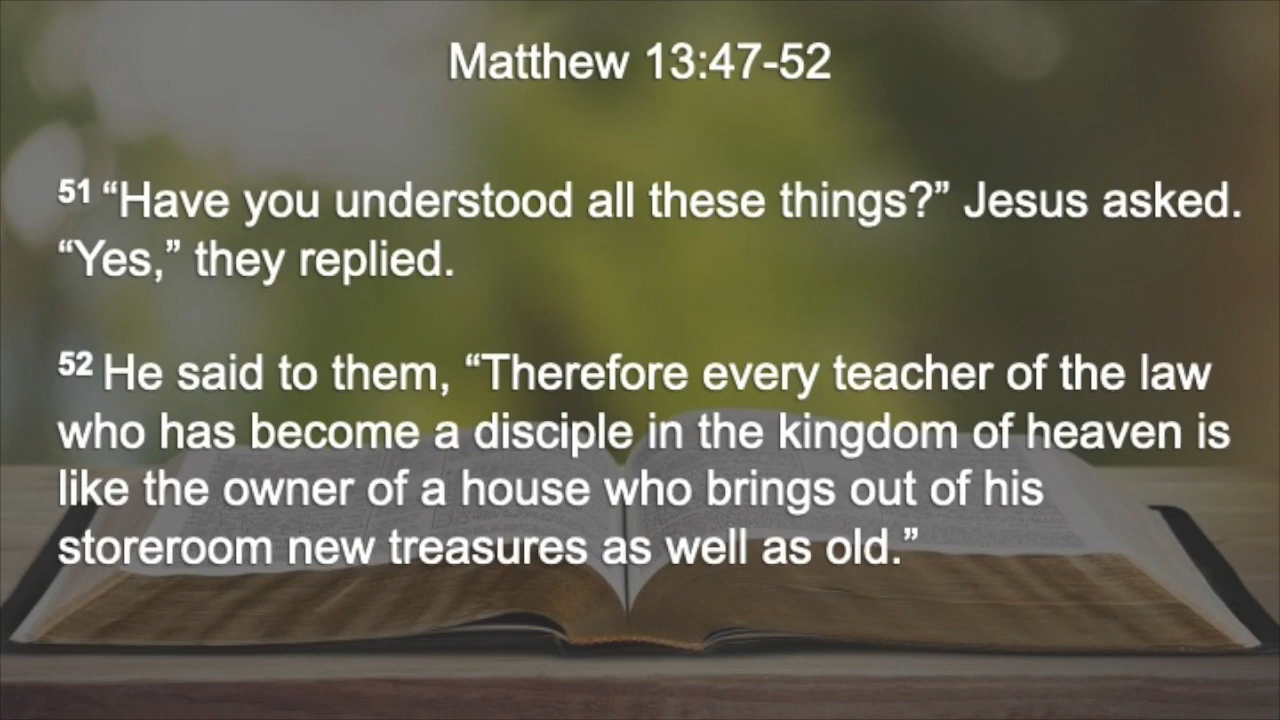 Matthew 13:47-52
51 “Have you understood all these things?” Jesus asked.
“Yes,” they replied.
52 He said to them, “Therefore every teacher of the law
who has become a disciple in the kingdom of heaven is
like the owner of a house who brings out of his
storeroom new treasures as well as old.”